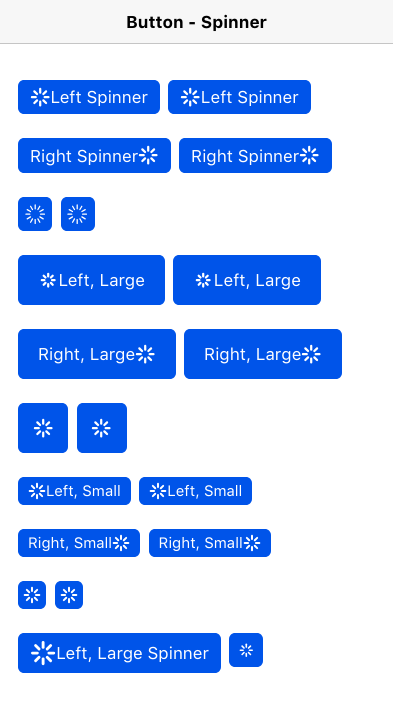 Button - Spinner
Left Spinner Left Spinner
Right Spinner Right Spinner
Left, Large Left, Large
Right, Large Right, Large
Left, Small Left, Small
Right, Small Right, Small
Left, Large Spinner